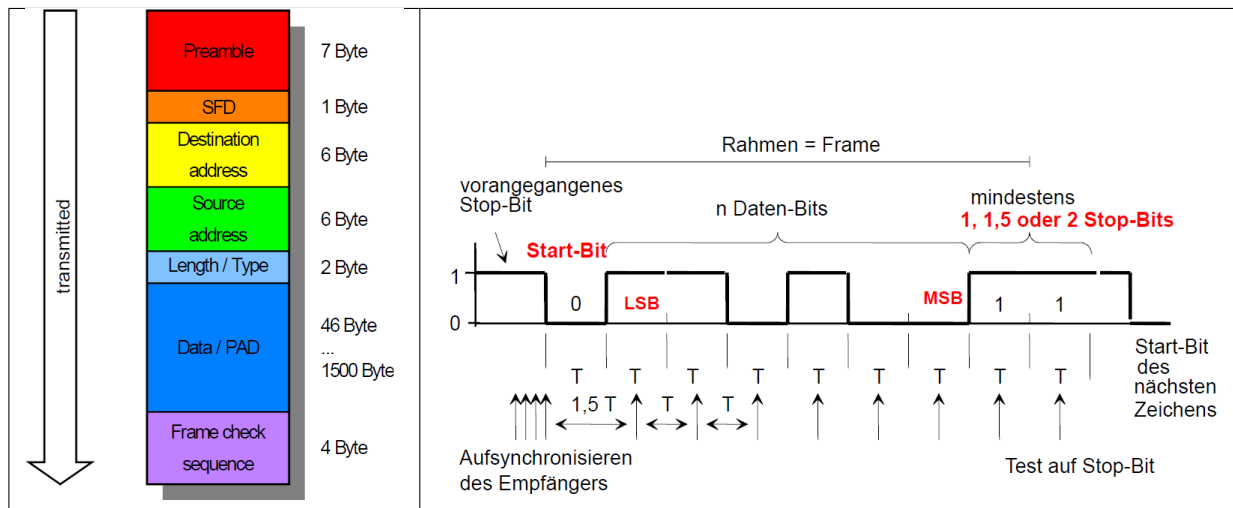 transmitted
Preamble
7 Byte
SFD
1 Byte
Destination
address
6 Byte
Source
address
6 Byte
Length / Type
2 Byte
Data / PAD
46 Byte
...
1500 Byte
Frame check
sequence
4 Byte
Rahmen = Frame
vorangegangenes
Stop-Bit
n Daten-Bits
mindestens
1, 1,5 oder 2 Stop-Bits
Start-Bit
1
0
0
LSB
MSB
1
1
T T T T T T T T T
1,5 T T T
Start-Bit
des
nächsten
Zeichens
Aufsynchronisieren
des Empfängers
Test auf Stop-Bit